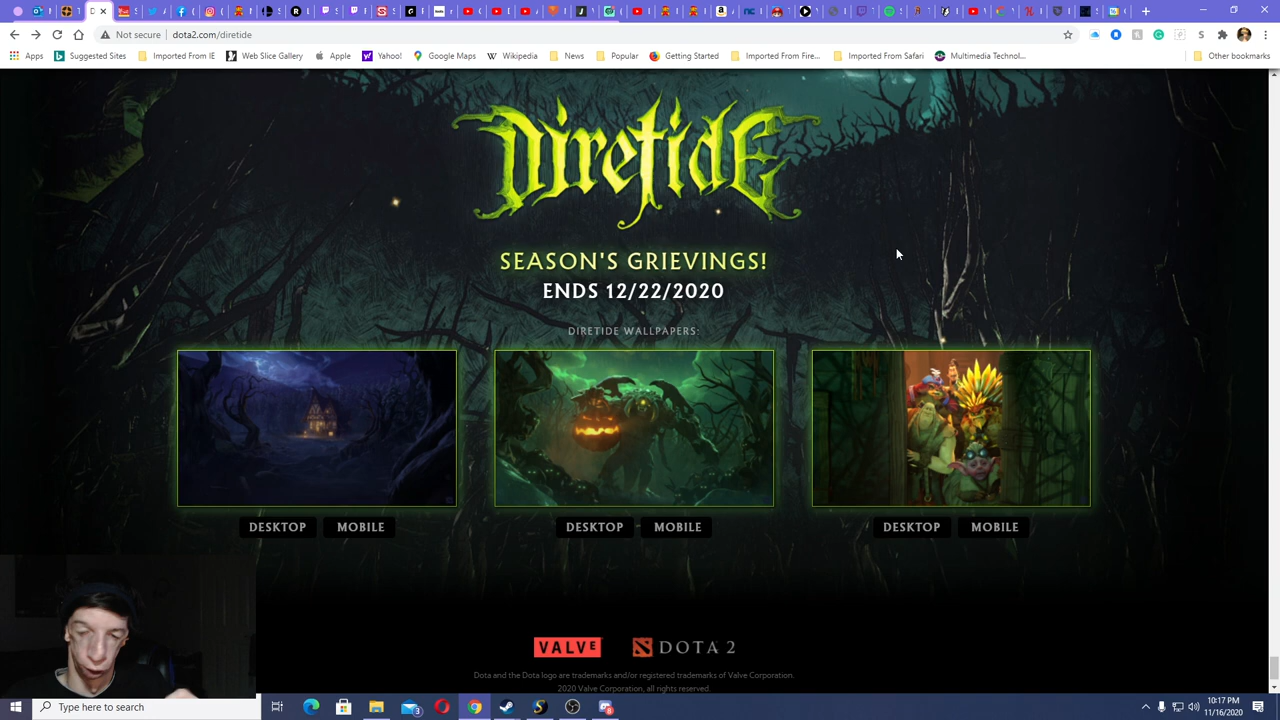 Not secure | dota2.com/diretide
Apps Suggested Sites Imported From IE Web Slice Gallery Apple Yahoo! Google Maps Wikipedia News Popular Getting Started Imported From Fire... Imported From Safari Multimedia Technol... Other bookmarks
Diretide
SEASON'S GRIEVINGS!
ENDS 12/22/2020
DIRETIDE WALLPAPERS:
DESKTOP MOBILE DESKTOP MOBILE DESKTOP MOBILE
VALVE DOTA 2
Dota and the Dota logo are trademarks and/or registered trademarks of Valve Corporation.
2020 Valve Corporation, all rights reserved.
Type here to search
10:17 PM
11/16/2020